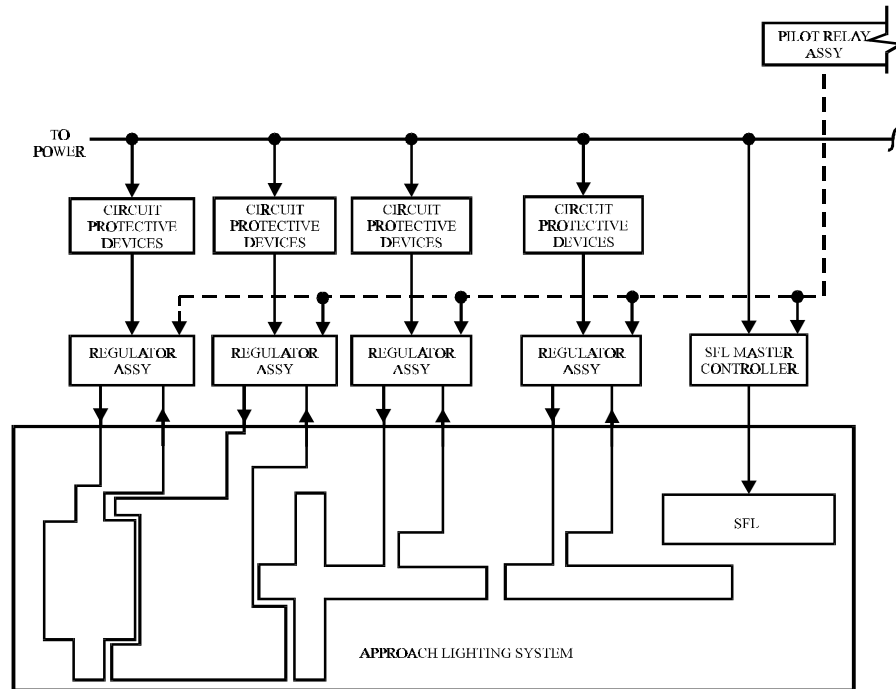 PILOT RELAY
ASSY
TO
POWER
CIRCUIT
PROTECTIVE
DEVICES
CIRCUIT
PROTECTIVE
DEVICES
CIRCUIT
PROTECTIVE
DEVICES
CIRCUIT
PROTECTIVE
DEVICES
REGULATOR
ASSY
REGULATOR
ASSY
REGULATOR
ASSY
REGULATOR
ASSY
SFL MASTER
CONTROLLER
SFL
APPROACH LIGHTING SYSTEM